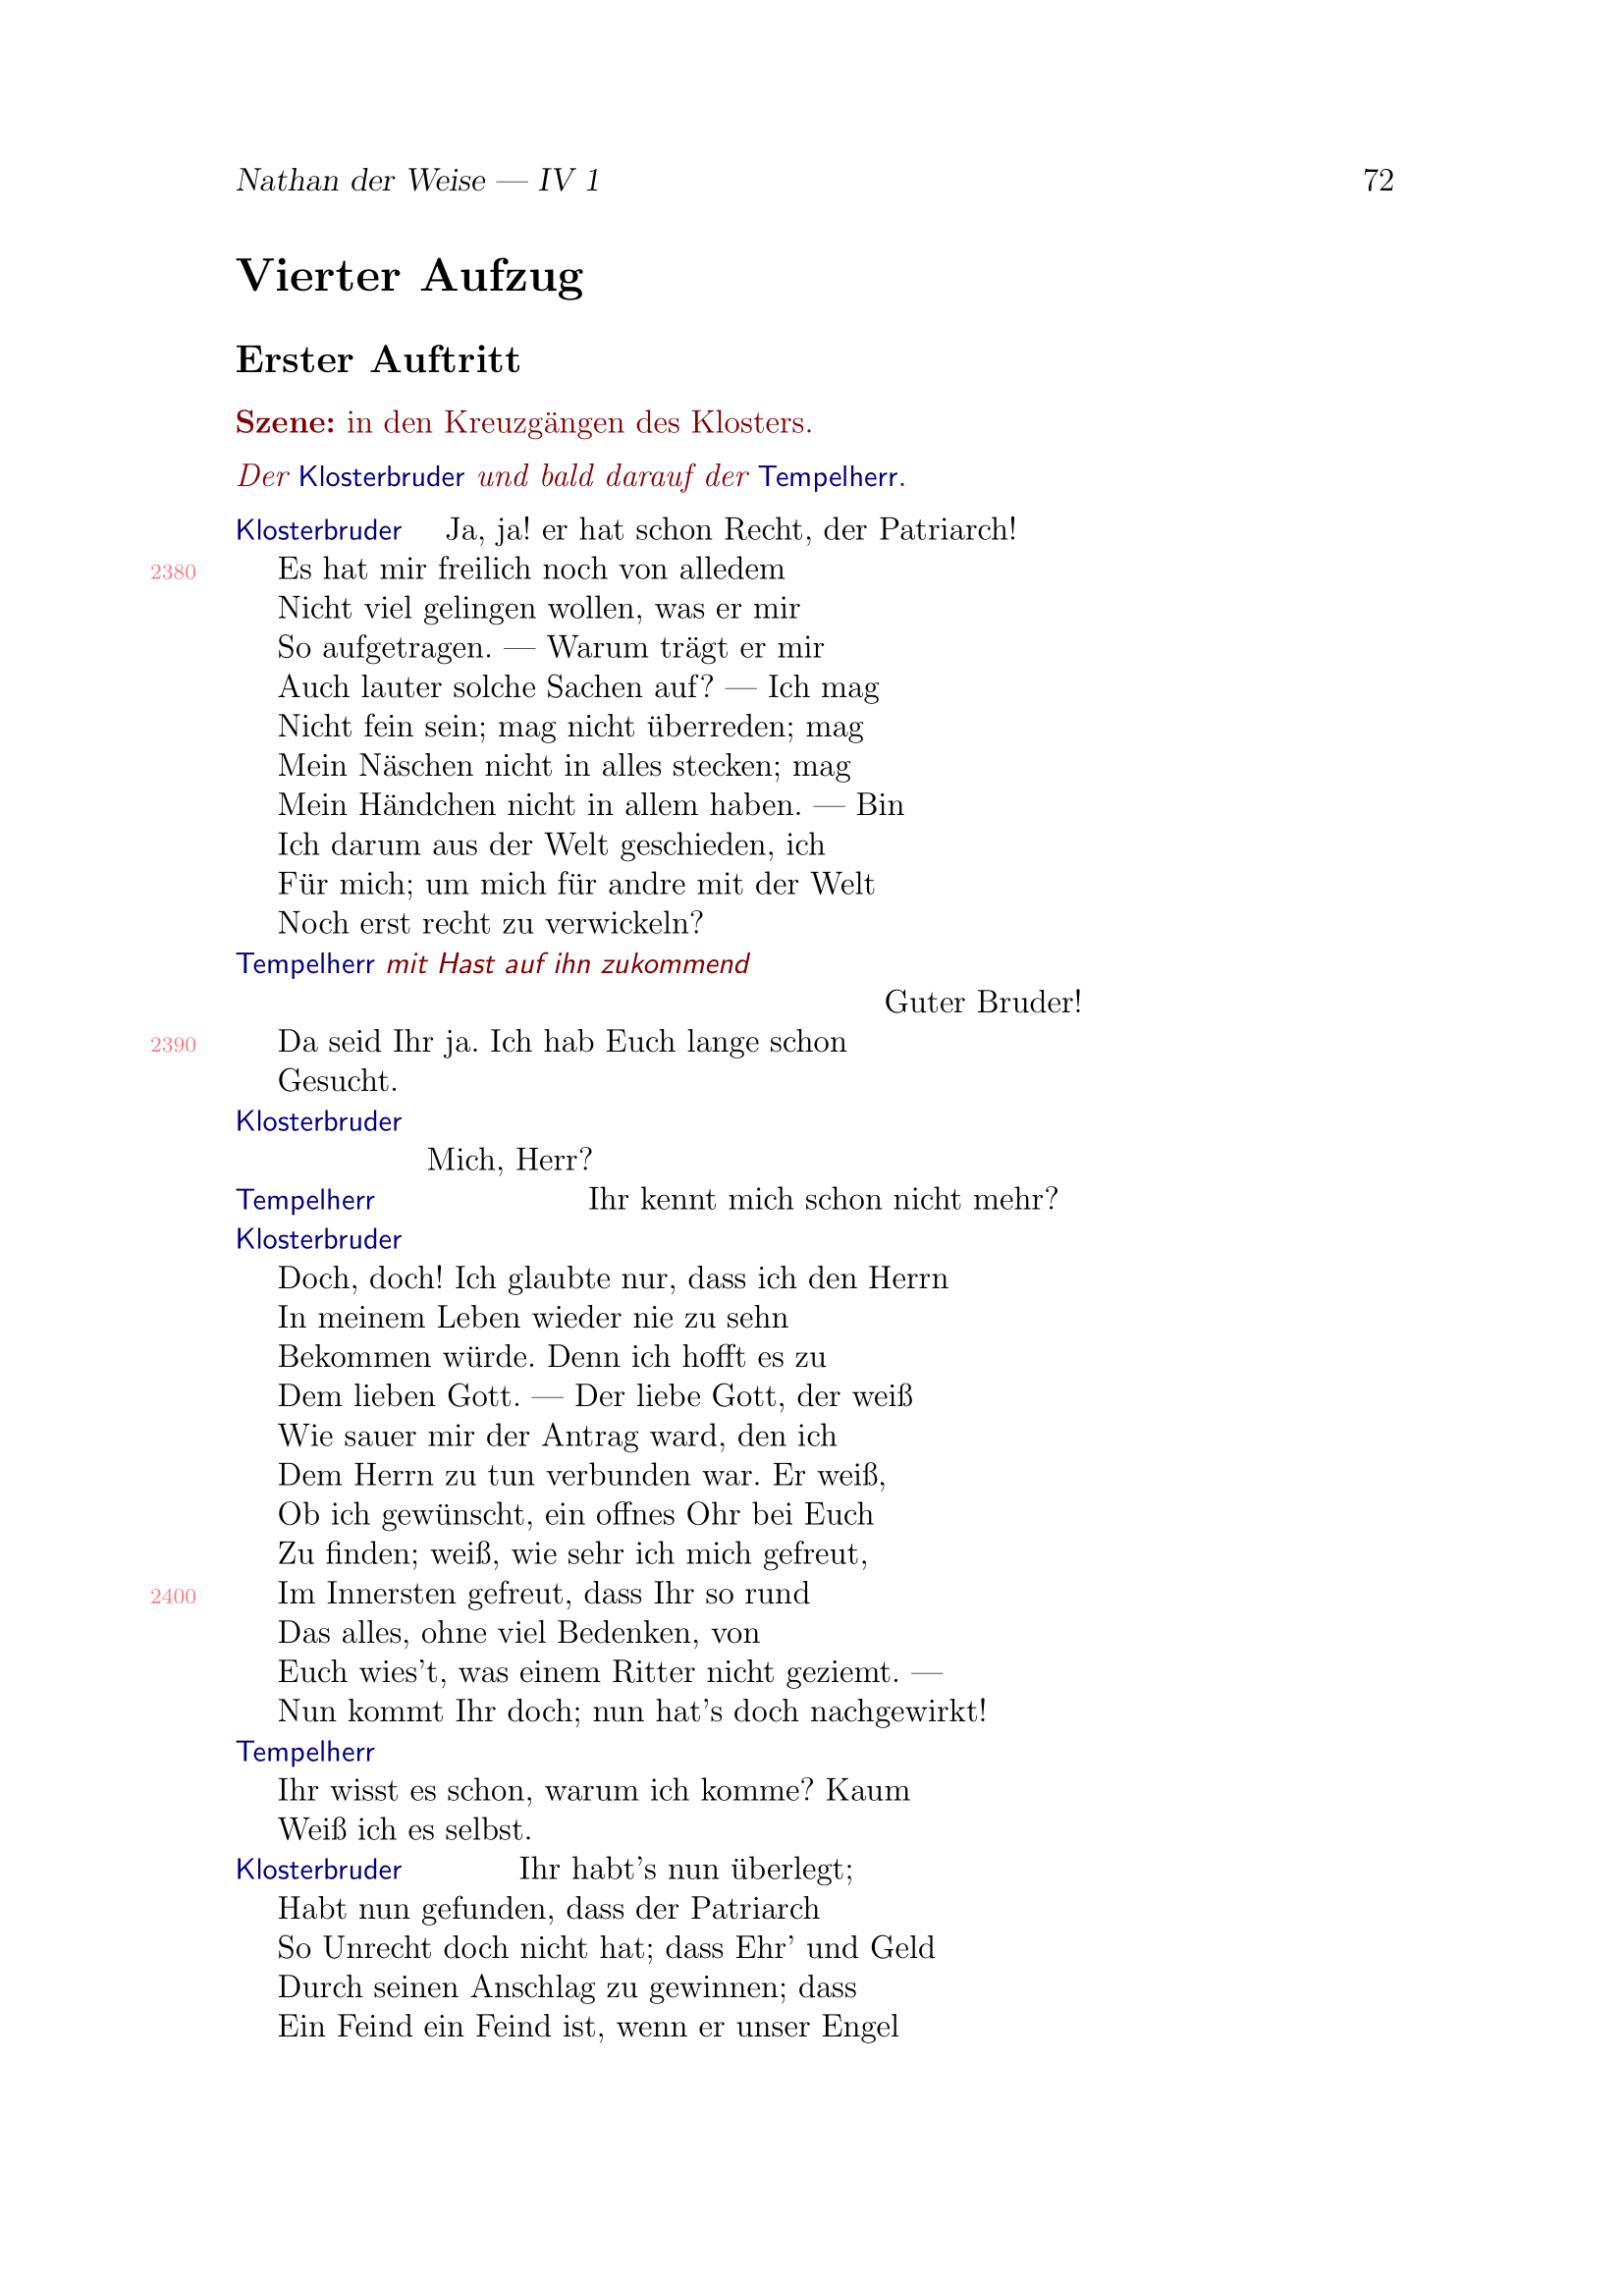 Nathan der Weise — IV 1 72
Vierter Aufzug
Erster Auftritt
Szene: in den Kreuzgängen des Klosters.
Der Klosterbruder und bald darauf der Tempelherr.
Klosterbruder Ja, ja! er hat schon Recht, der Patriarch!
2380 Es hat mir freilich noch von alledem
Nicht viel gelingen wollen, was er mir
So aufgetragen. — Warum trägt er mir
Auch lauter solche Sachen auf? — Ich mag
Nicht fein sein; mag nicht überreden; mag
Mein Näschen nicht in alles stecken; mag
Mein Händchen nicht in allem haben. — Bin
Ich darum aus der Welt geschieden, ich
Für mich; um mich für andre mit der Welt
Noch erst recht zu verwickeln?
Tempelherr mit Hast auf ihn zukommend
Guter Bruder!
2390 Da seid Ihr ja. Ich hab Euch lange schon
Gesucht.
Klosterbruder
Mich, Herr?
Tempelherr Ihr kennt mich schon nicht mehr?
Klosterbruder
Doch, doch! Ich glaubte nur, dass ich den Herrn
In meinem Leben wieder nie zu sehn
Bekommen würde. Denn ich hofft es zu
Dem lieben Gott. — Der liebe Gott, der weiß
Wie sauer mir der Antrag ward, den ich
Dem Herrn zu tun verbunden war. Er weiß,
Ob ich gewünscht, ein offnes Ohr bei Euch
Zu finden; weiß, wie sehr ich mich gefreut,
2400 Im Innersten gefreut, dass Ihr so rund
Das alles, ohne viel Bedenken, von
Euch wies't, was einem Ritter nicht geziemt. —
Nun kommt Ihr doch; nun hat's doch nachgewirkt!
Tempelherr
Ihr wisst es schon, warum ich komme? Kaum
Weiß ich es selbst.
Klosterbruder Ihr habt's nun überlegt;
Habt nun gefunden, dass der Patriarch
So Unrecht doch nicht hat; dass Ehr' und Geld
Durch seinen Anschlag zu gewinnen; dass
Ein Feind ein Feind ist, wenn er unser Engel